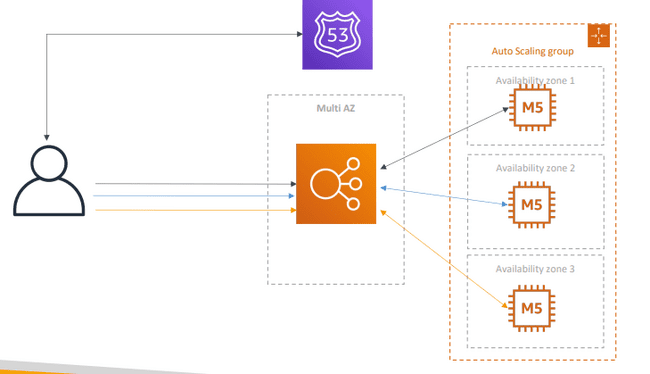 53
Auto Scaling group
Availability zone 1
M5
Multi AZ
Availability zone 2
M5
Availability zone 3
M5